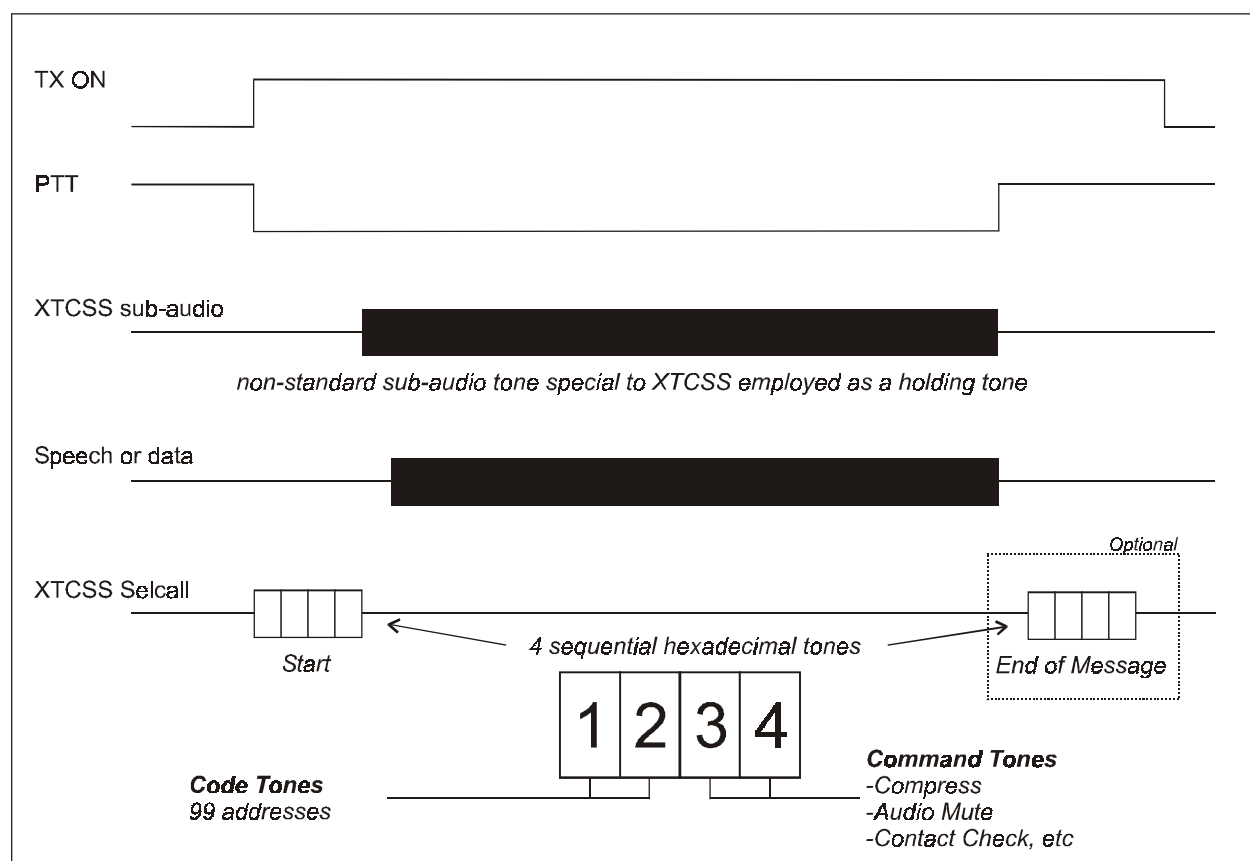 TX ON
PTT
XTCSS sub-audio
non-standard sub-audio tone special to XTCSS employed as a holding tone
Speech or data
Optional
XTCSS Selcall
4 sequential hexadecimal tones
Start
End of Message
1 2 3 4
Code Tones
99 addresses
Command Tones
-Compress
-Audio Mute
-Contact Check, etc